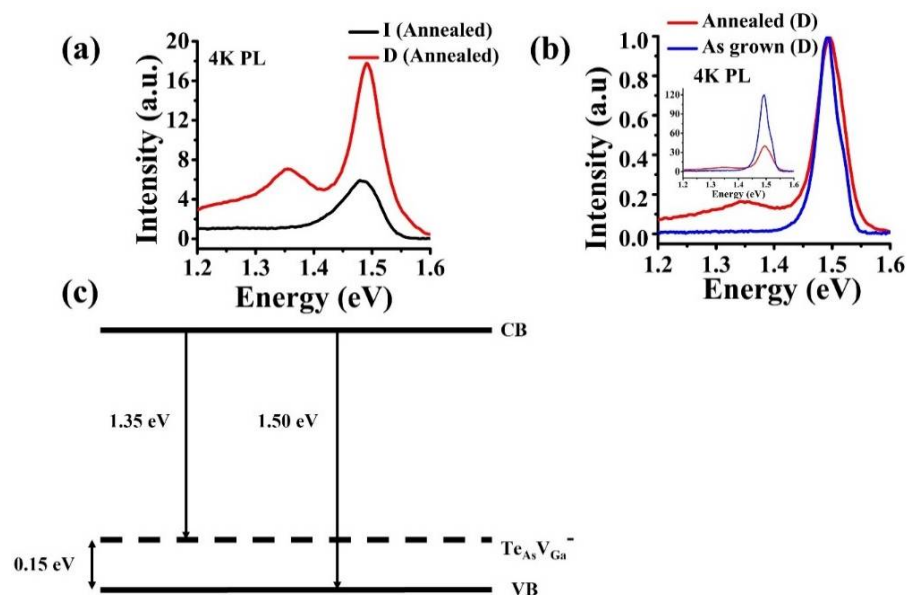 (a)
I (Annealed)
D (Annealed)
4K PL
Intensity (a.u.)
20
16
12
8
4
0
1.2 1.3 1.4 1.5 1.6
Energy (eV)
(b)
Annealed (D)
As grown (D)
4K PL
Intensity (a.u)
1.0
0.8
0.6
0.4
0.2
0.0
120
90
60
30
0
1.2 1.3 1.4 1.5 1.6
Energy (eV)
1.2 1.3 1.4 1.5 1.6
Energy (eV)
(c)
CB
1.35 eV
1.50 eV
0.15 eV
TeAsVGa-
VB